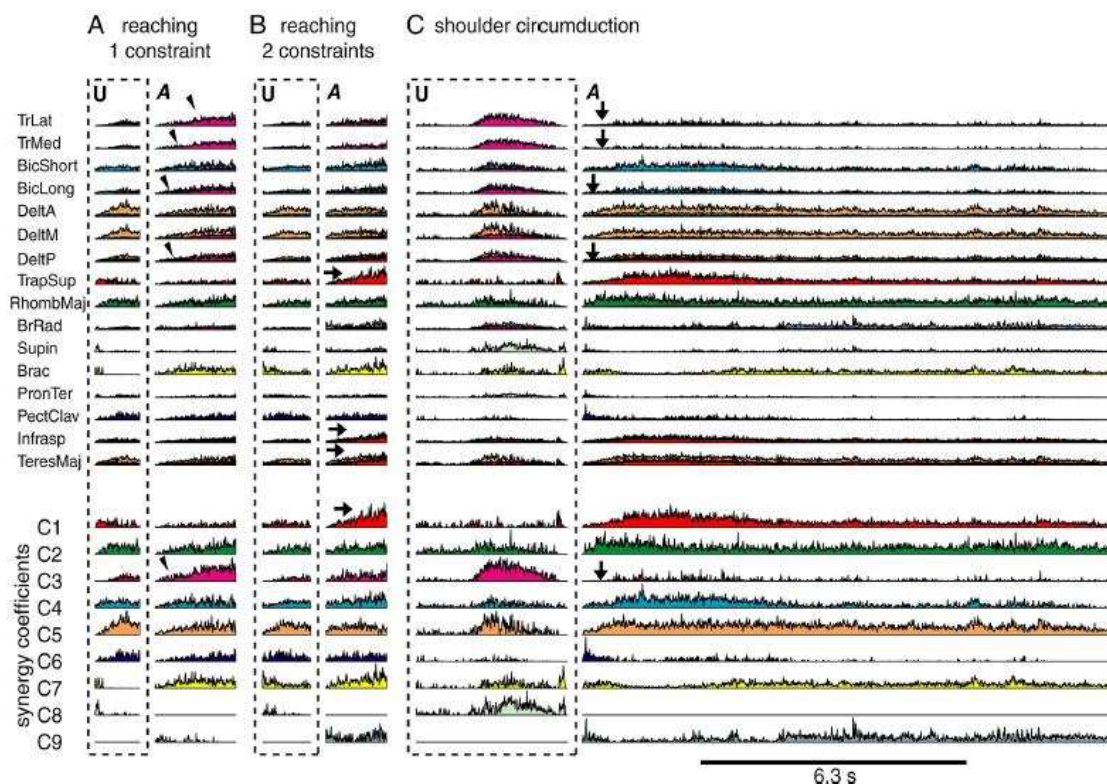 A reaching 1 constraint
B reaching 2 constraints
C shoulder circumduction
U A U A U A
TrLat
TrMed
BicShort
BicLong
DeltA
DeltM
DeltP
TrapSup
RhombMaj
BrRad
Supin
Brac
PronTer
PectClav
Infrasp
TeresMaj
synergy coefficients
C1
C2
C3
C4
C5
C6
C7
C8
C9
6.3 s